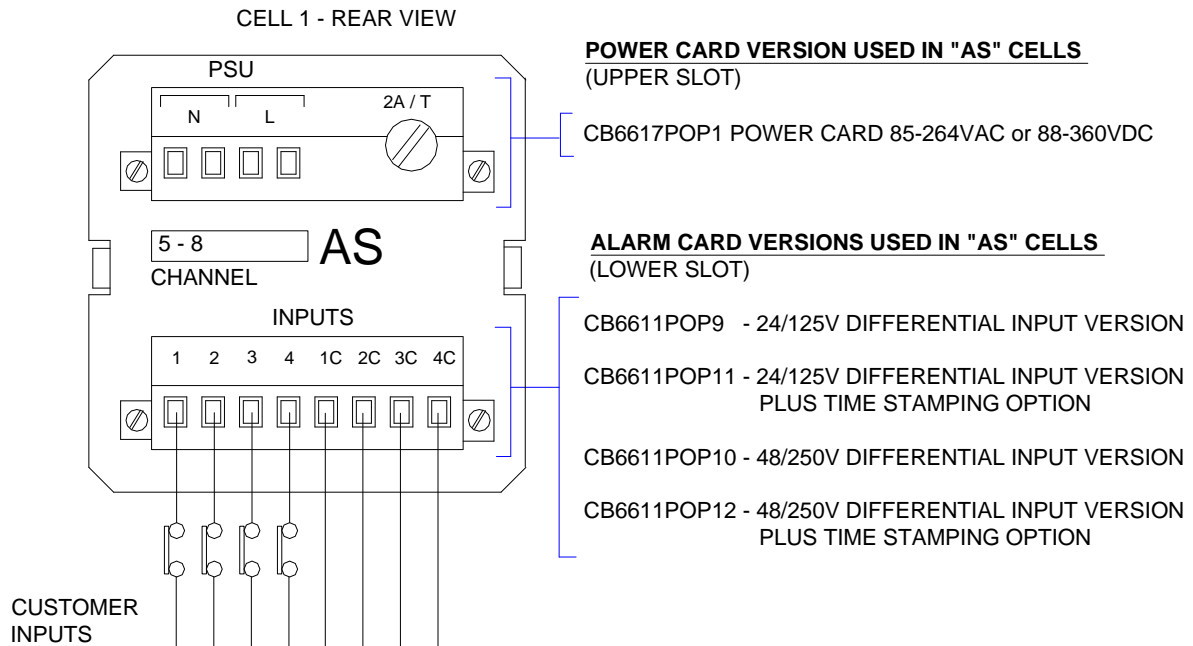 CELL 1 - REAR VIEW
PSU
N L 2A / T
5 - 8 AS
CHANNEL
INPUTS
1 2 3 4 1C 2C 3C 4C
CUSTOMER
INPUTS
POWER CARD VERSION USED IN "AS" CELLS
(UPPER SLOT)
CB6617POP1 POWER CARD 85-264VAC or 88-360VDC
ALARM CARD VERSIONS USED IN "AS" CELLS
(LOWER SLOT)
CB6611POP9 - 24/125V DIFFERENTIAL INPUT VERSION
CB6611POP11 - 24/125V DIFFERENTIAL INPUT VERSION
PLUS TIME STAMPING OPTION
CB6611POP10 - 48/250V DIFFERENTIAL INPUT VERSION
CB6611POP12 - 48/250V DIFFERENTIAL INPUT VERSION
PLUS TIME STAMPING OPTION